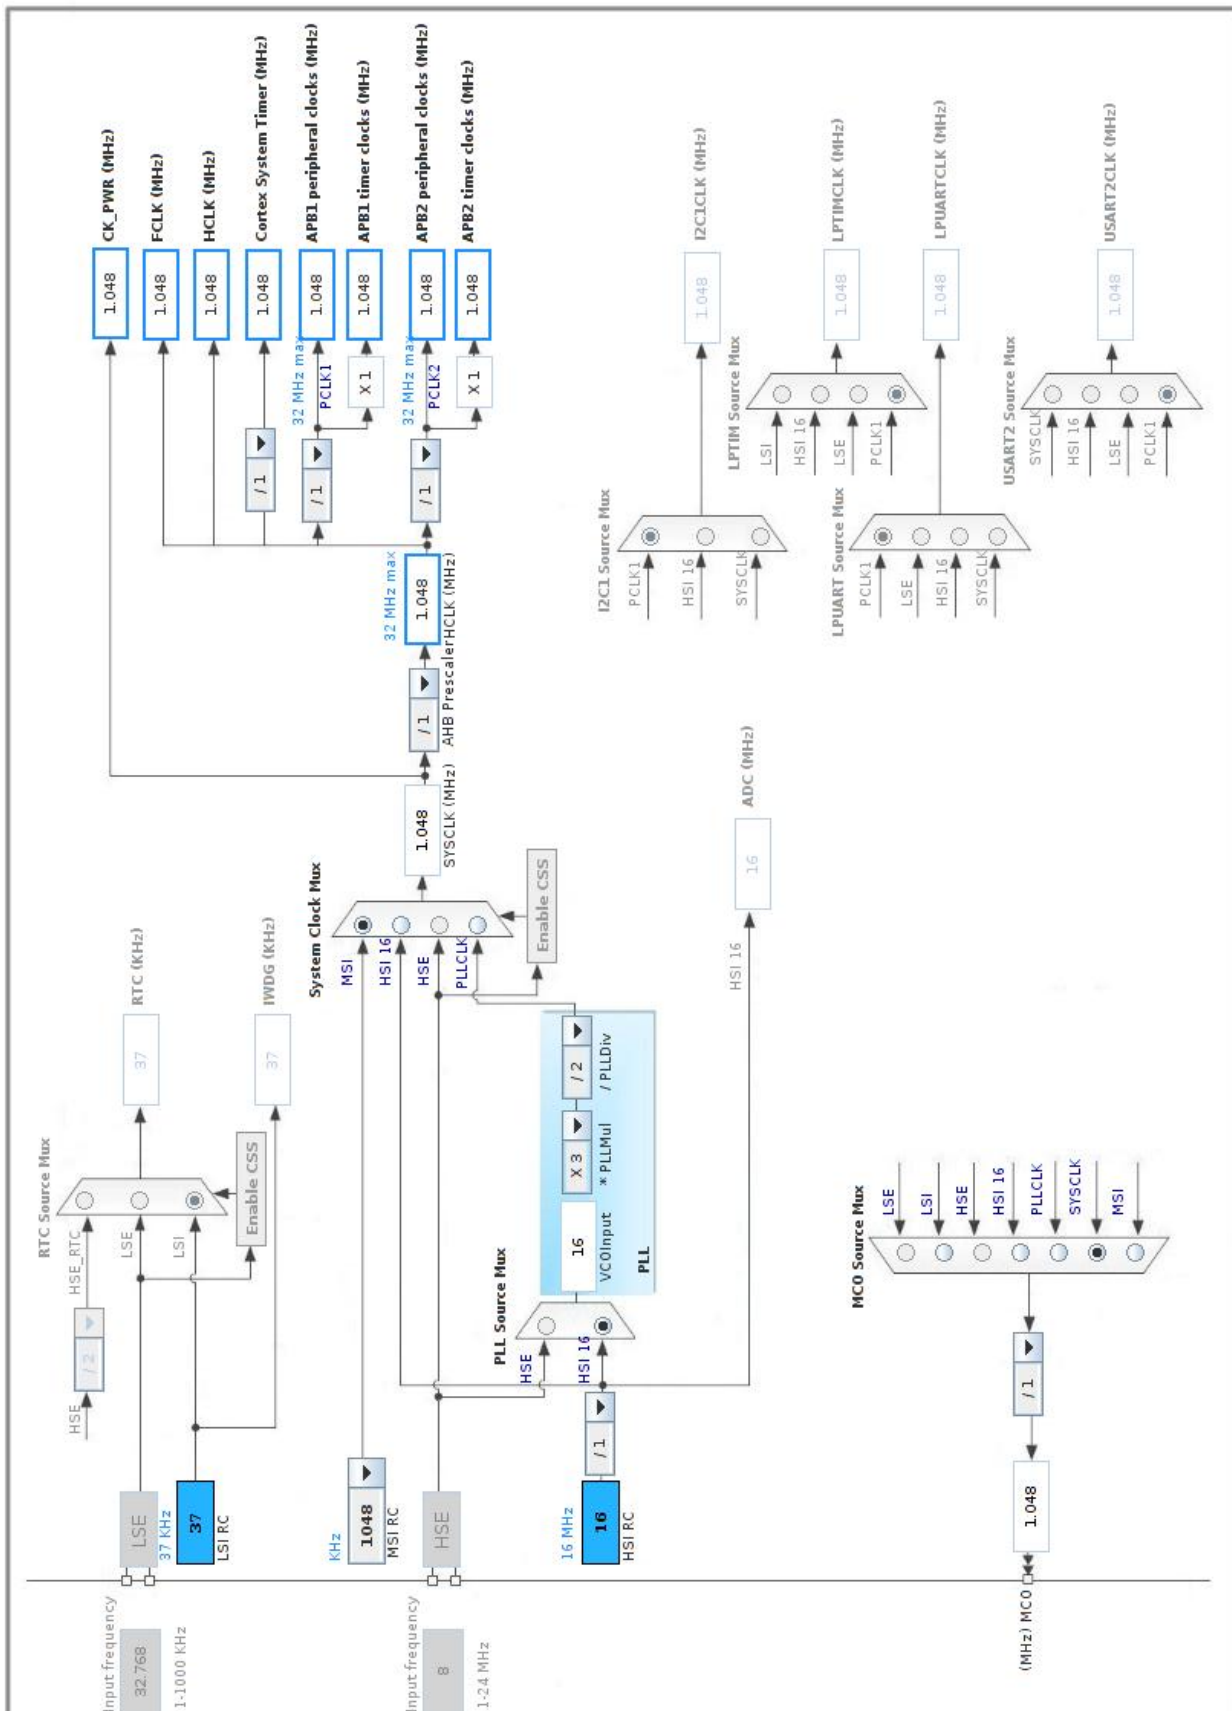 Input frequency
32.768
1-1000 KHz
LSE
37 KHz
37
LSI RC
HSE
/ 2
HSE_RTC
LSE
LSI
RTC Source Mux
Enable CSS
37
RTC (KHz)
37
IWDG (KHz)
KHz
1048
MSI RC
Input frequency
8
1-24 MHz
HSE
16 MHz
16
HSI RC
/ 1
HSE
HSI 16
PLL Source Mux
16
VCOInput
X 3
* PLLMul
/ 2
/ PLLDiv
PLL
System Clock Mux
MSI
HSI 16
HSE
PLLCLK
Enable CSS
1.048
SYSCLK (MHz)
/ 1
AHB Prescaler
32 MHz max
1.048
HCLK (MHz)
/ 1
/ 1
/ 1
32 MHz max
PCLK1
X 1
32 MHz max
PCLK2
X 1
1.048
CK_PWR (MHz)
1.048
FCLK (MHz)
1.048
HCLK (MHz)
1.048
Cortex System Timer (MHz)
1.048
APB1 peripheral clocks (MHz)
1.048
APB1 timer clocks (MHz)
1.048
APB2 peripheral clocks (MHz)
1.048
APB2 timer clocks (MHz)
HSI 16
16
ADC (MHz)
I2C1 Source Mux
PCLK1
HSI 16
SYSCLK
1.048
I2C1CLK (MHz)
LPTIM Source Mux
LSI
HSI 16
LSE
PCLK1
1.048
LPTIMCLK (MHz)
LPUART Source Mux
PCLK1
LSE
HSI 16
SYSCLK
1.048
LPUARTCLK (MHz)
USART2 Source Mux
SYSCLK
HSI 16
LSE
PCLK1
1.048
USART2CLK (MHz)
MCO Source Mux
LSE
LSI
HSE
HSI 16
PLLCLK
SYSCLK
MSI
/ 1
1.048
(MHz) MCO